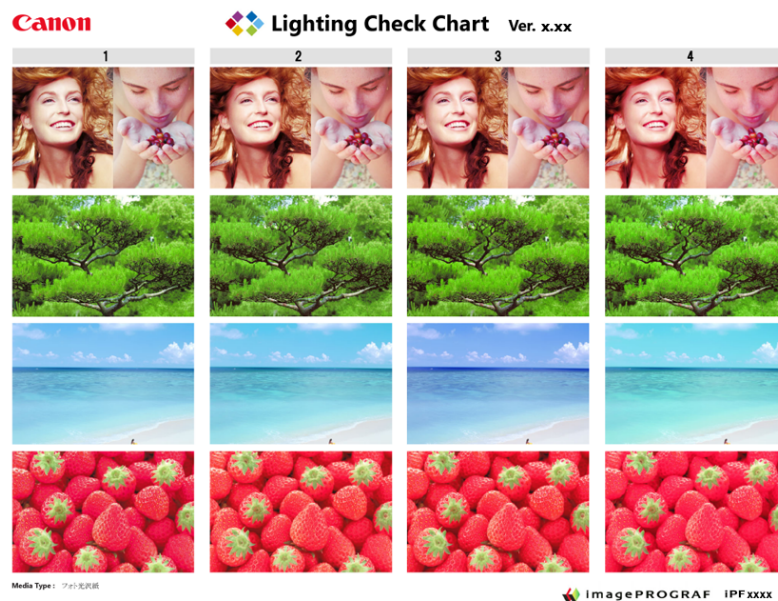 Canon
Lighting Check Chart Ver. x.xx
1 2 3 4
Media Type : フォト光沢紙
imagePROGRAF iPFxxxx